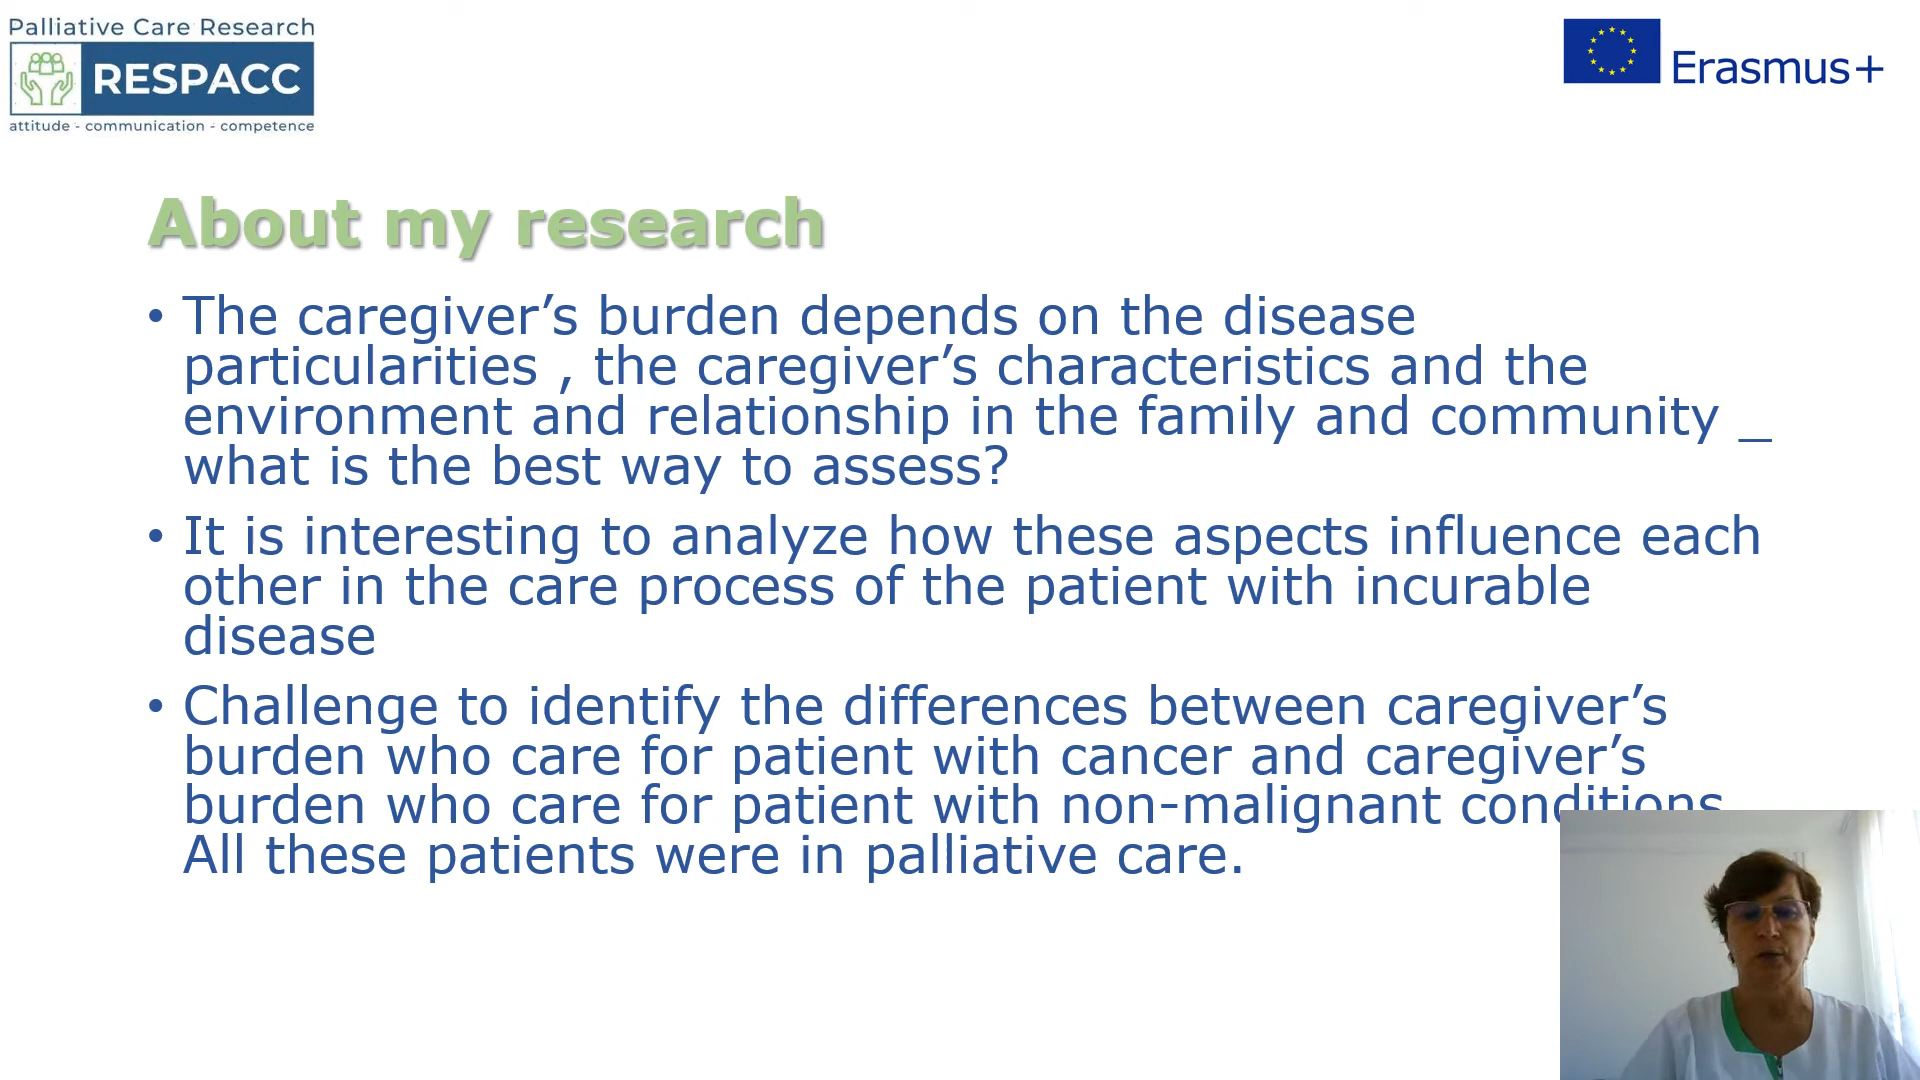 Palliative Care Research
RESPACC
attitude - communication - competence
Erasmus+
About my research
• The caregiver’s burden depends on the disease
particularities , the caregiver’s characteristics and the
environment and relationship in the family and community _
what is the best way to assess?
• It is interesting to analyze how these aspects influence each
other in the care process of the patient with incurable
disease
• Challenge to identify the differences between caregiver’s
burden who care for patient with cancer and caregiver’s
burden who care for patient with non-malignant conditions
All these patients were in palliative care.